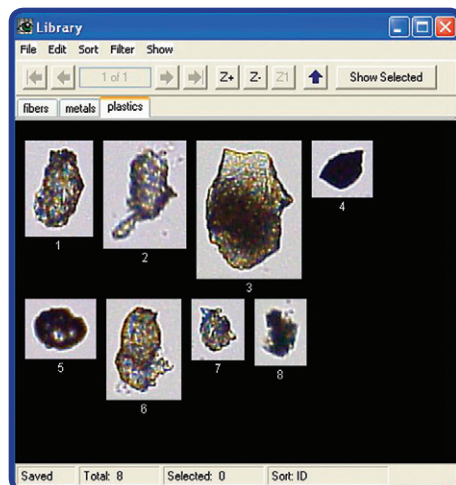 Library
File Edit Sort Filter Show
1 of 1 Z+ Z- Z1 Show Selected
fibers metals plastics
1 2 3 4
5 6 7 8
Saved Total: 8 Selected: 0 Sort: ID